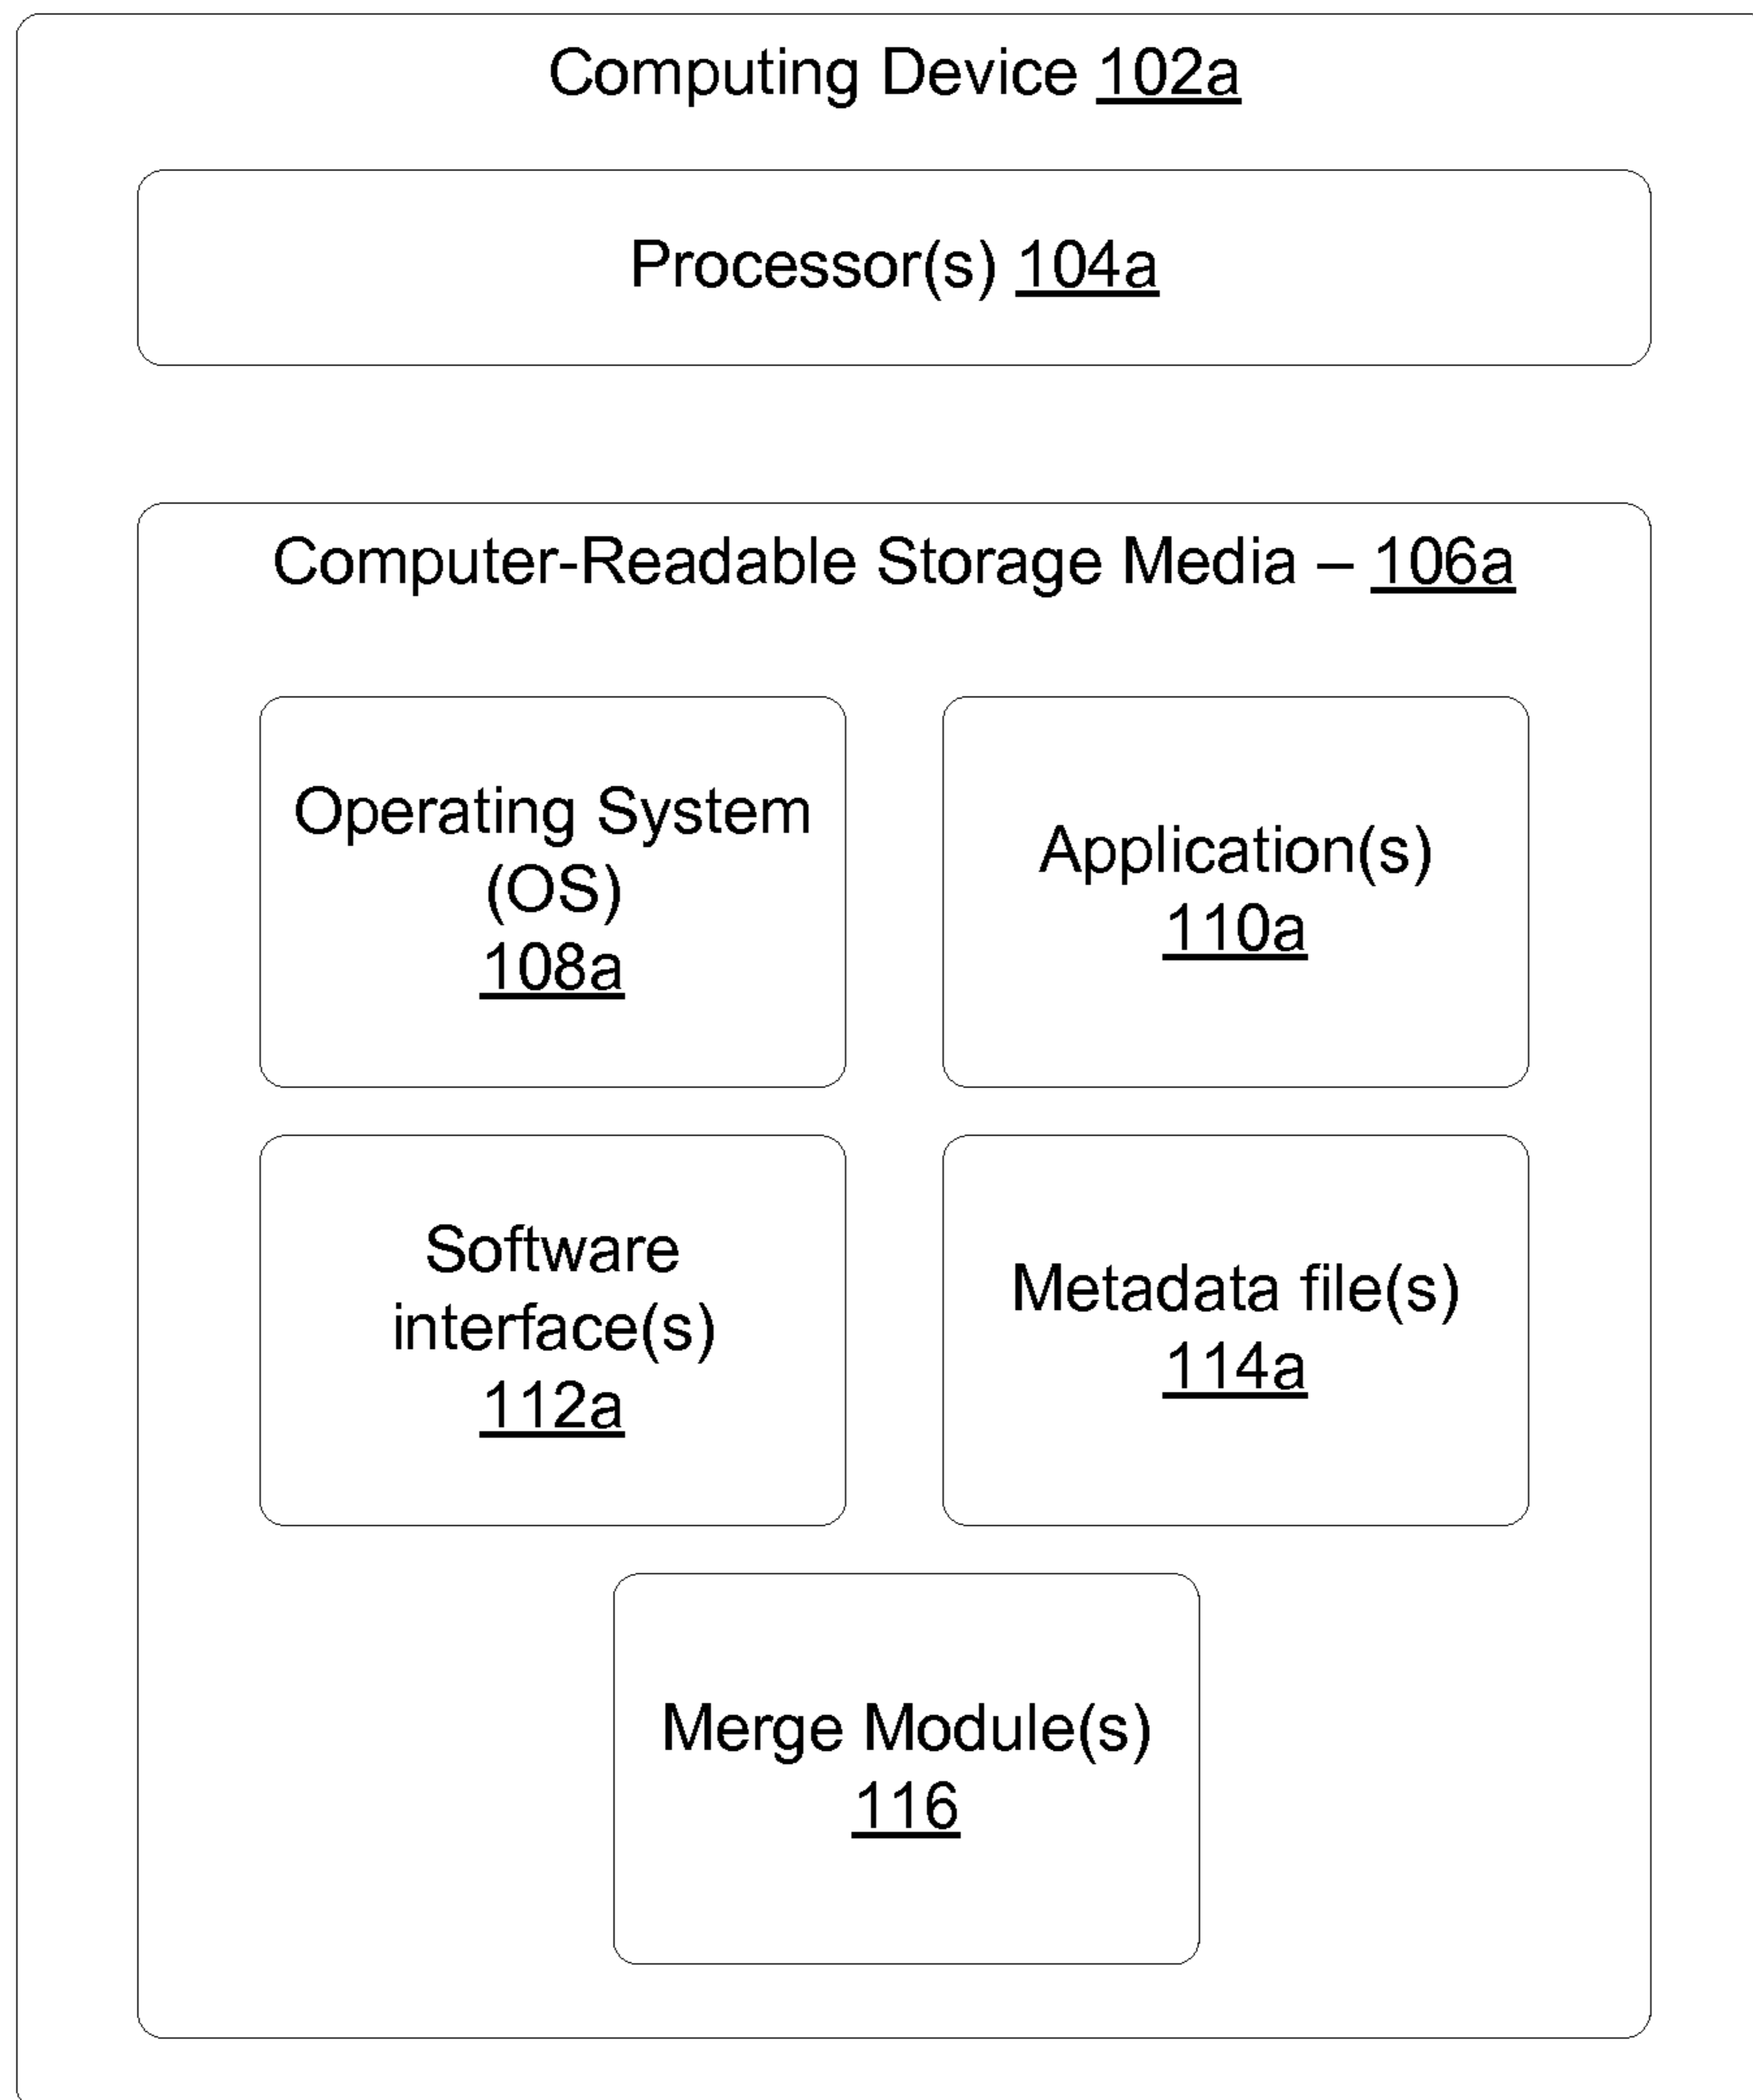 Computing Device 102a
Processor(s) 104a
Computer-Readable Storage Media – 106a
Operating System
(OS)
108a
Application(s)
110a
Software
interface(s)
112a
Metadata file(s)
114a
Merge Module(s)
116